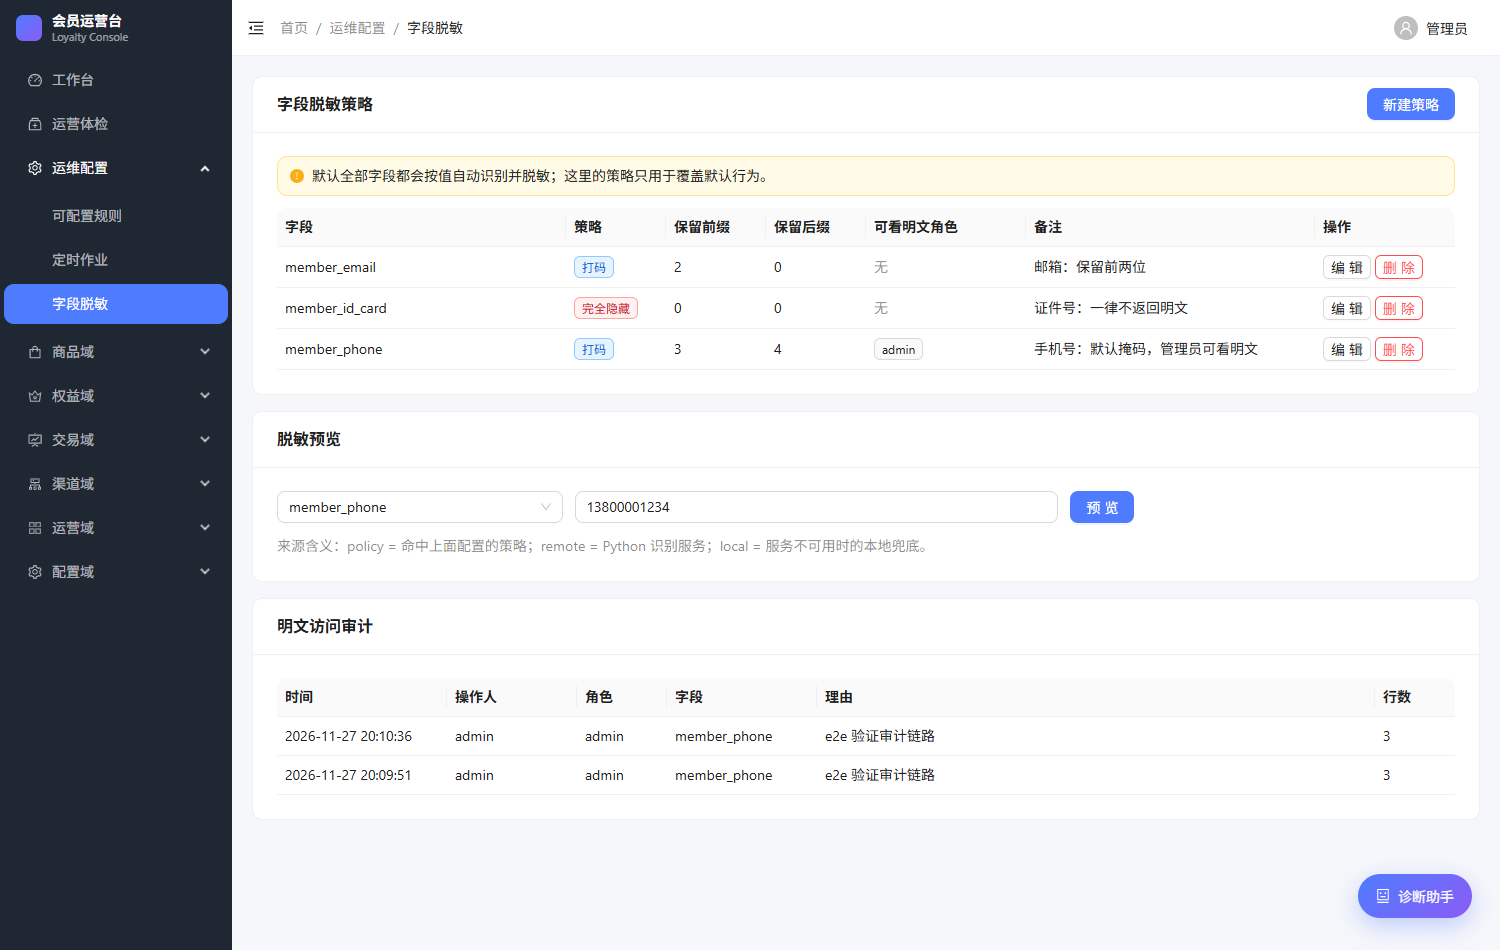 会员运营台
Loyalty Console
首页 / 运维配置 / 字段脱敏
管理员
工作台
运营体检
运维配置
可配置规则
定时作业
字段脱敏
商品域
权益域
交易域
渠道域
运营域
配置域
字段脱敏策略
新建策略
默认全部字段都会按值自动识别并脱敏；这里的策略只用于覆盖默认行为。
字段 策略 保留前缀 保留后缀 可看明文角色 备注 操作
member_email 打码 2 0 无 邮箱：保留前两位 编 辑 删 除
member_id_card 完全隐藏 0 0 无 证件号：一律不返回明文 编 辑 删 除
member_phone 打码 3 4 admin 手机号：默认掩码，管理员可看明文 编 辑 删 除
脱敏预览
member_phone 13800001234 预 览
来源含义：policy = 命中上面配置的策略；remote = Python 识别服务；local = 服务不可用时的本地兜底。
明文访问审计
时间 操作人 角色 字段 理由 行数
2026-11-27 20:10:36 admin admin member_phone e2e 验证审计链路 3
2026-11-27 20:09:51 admin admin member_phone e2e 验证审计链路 3
诊断助手